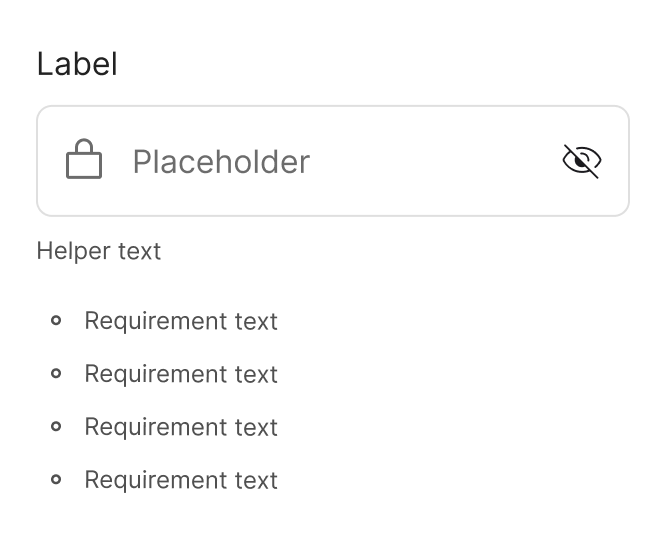 Label
Placeholder
Helper text
Requirement text
Requirement text
Requirement text
Requirement text